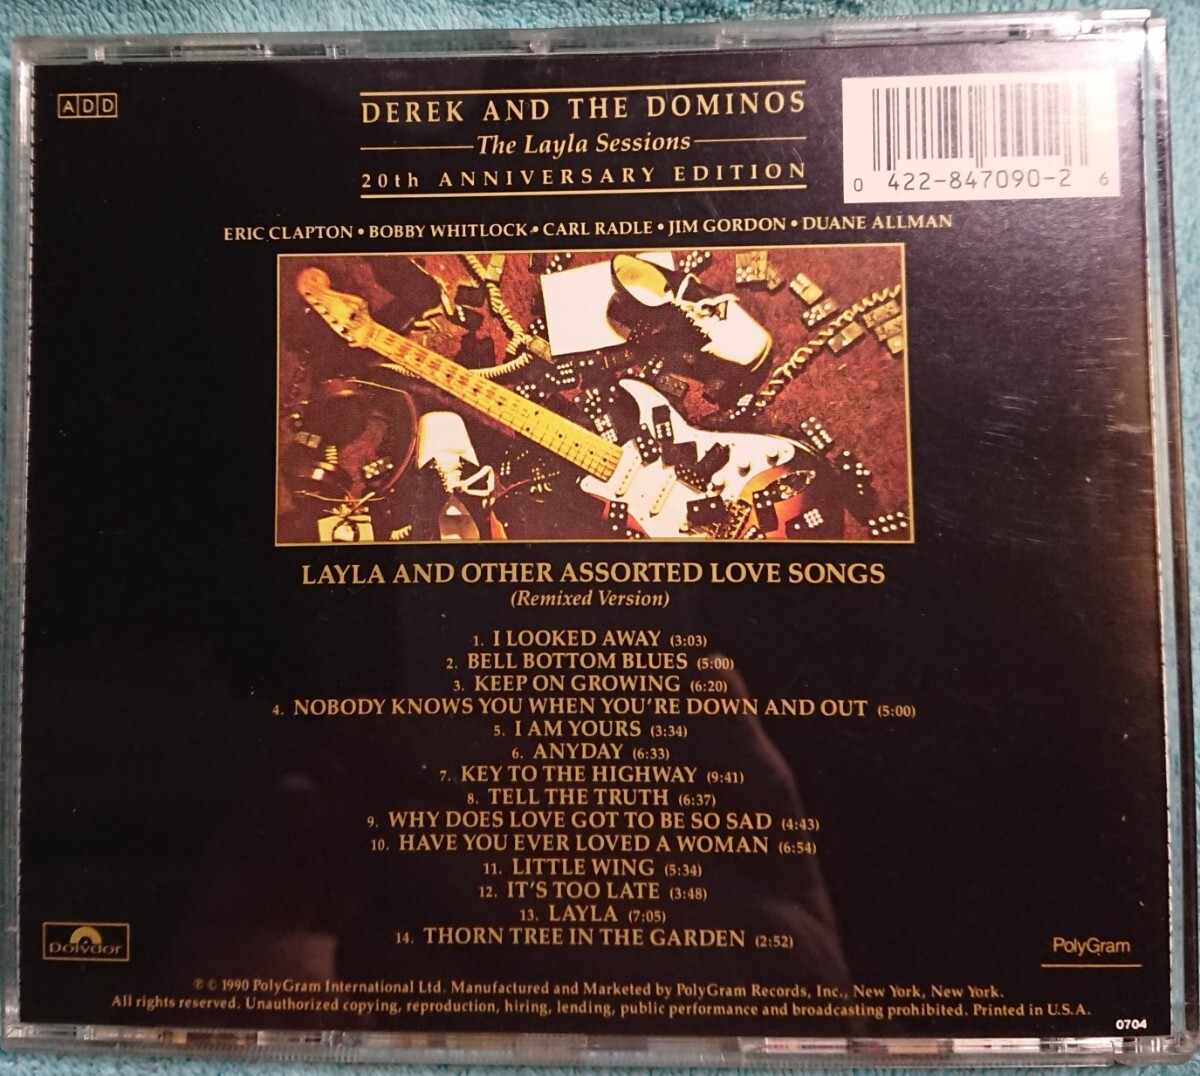 ADD
DEREK AND THE DOMINOS
The Layla Sessions
20th ANNIVERSARY EDITION
0 422-847090-2 6
ERIC CLAPTON • BOBBY WHITLOCK • CARL RADLE • JIM GORDON • DUANE ALLMAN
LAYLA AND OTHER ASSORTED LOVE SONGS
(Remixed Version)
1. I LOOKED AWAY (3:03)
2. BELL BOTTOM BLUES (5:00)
3. KEEP ON GROWING (6:20)
4. NOBODY KNOWS YOU WHEN YOU'RE DOWN AND OUT (5:00)
5. I AM YOURS (3:34)
6. ANYDAY (6:33)
7. KEY TO THE HIGHWAY (9:41)
8. TELL THE TRUTH (6:37)
9. WHY DOES LOVE GOT TO BE SO SAD (4:43)
10. HAVE YOU EVER LOVED A WOMAN (6:54)
11. LITTLE WING (5:34)
12. IT'S TOO LATE (3:48)
13. LAYLA (7:05)
14. THORN TREE IN THE GARDEN (2:52)
polydor
PolyGram
℗ © 1990 PolyGram International Ltd. Manufactured and Marketed by PolyGram Records, Inc., New York, New York.
All rights reserved. Unauthorized copying, reproduction, hiring, lending, public performance and broadcasting prohibited. Printed in U.S.A.
0704